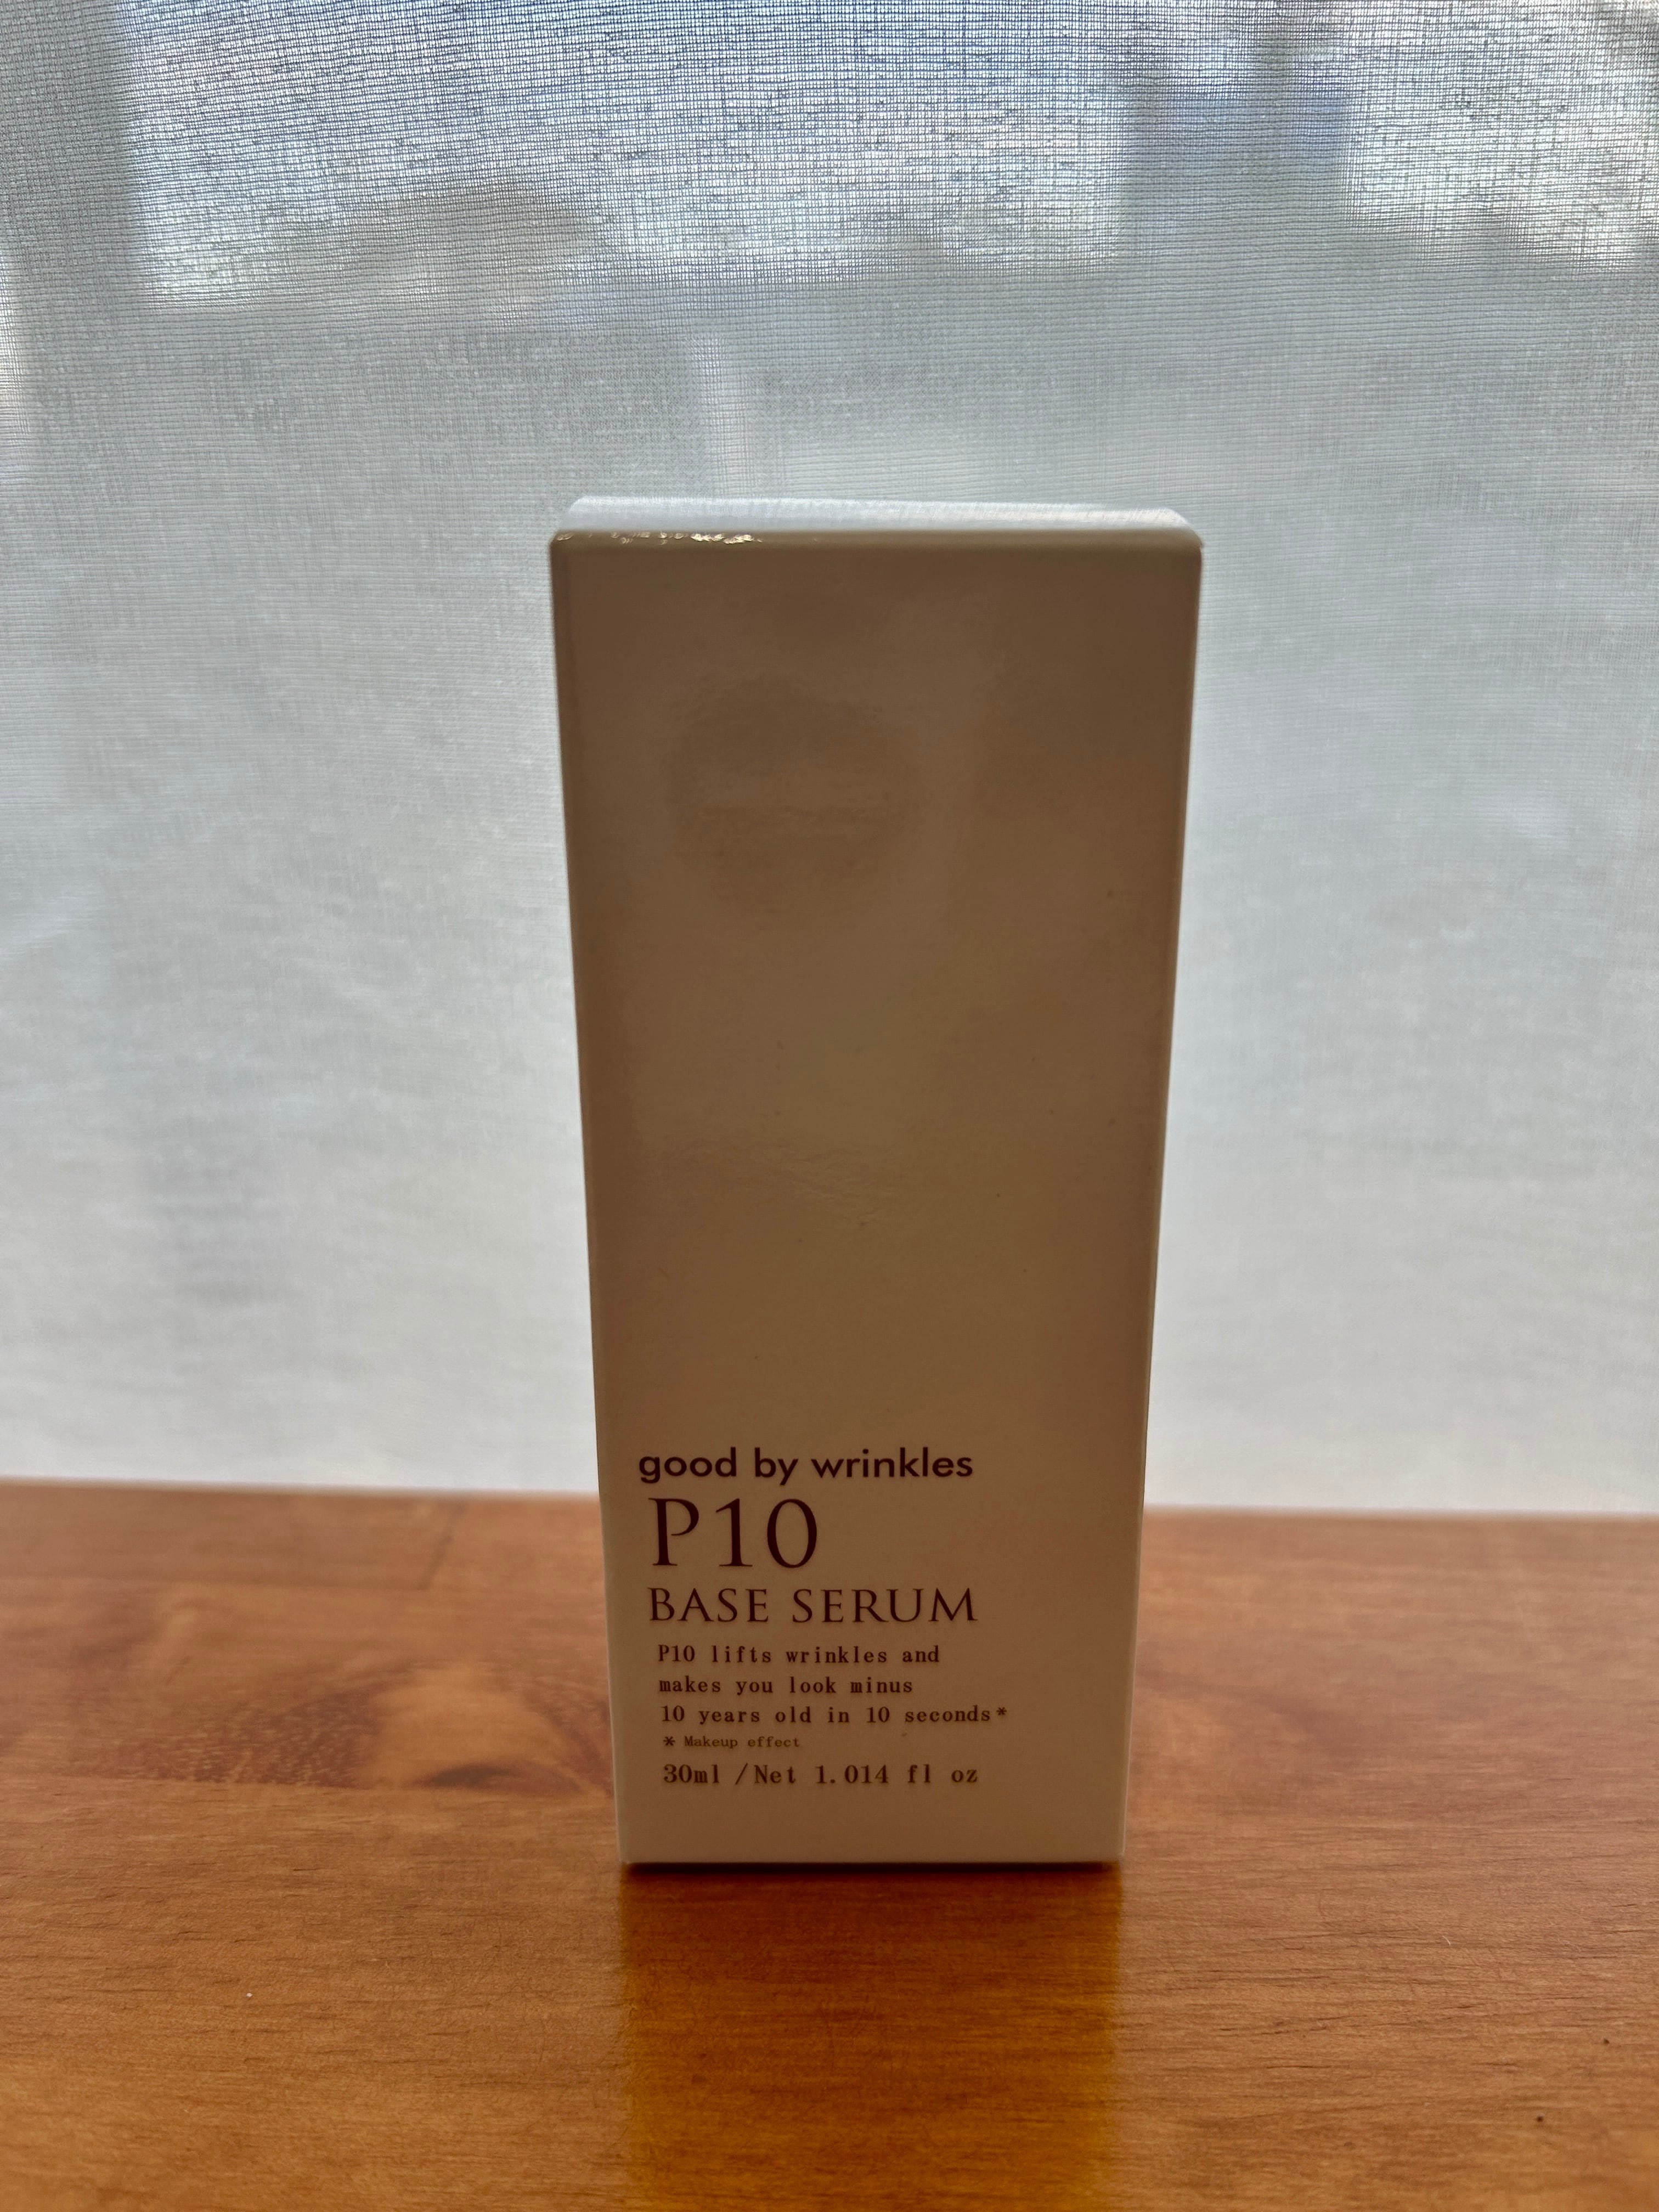 good by wrinkles
P10
BASE SERUM
P10 lifts wrinkles and
makes you look minus
10 years old in 10 seconds*
* Makeup effect
30ml /Net 1.014 fl oz